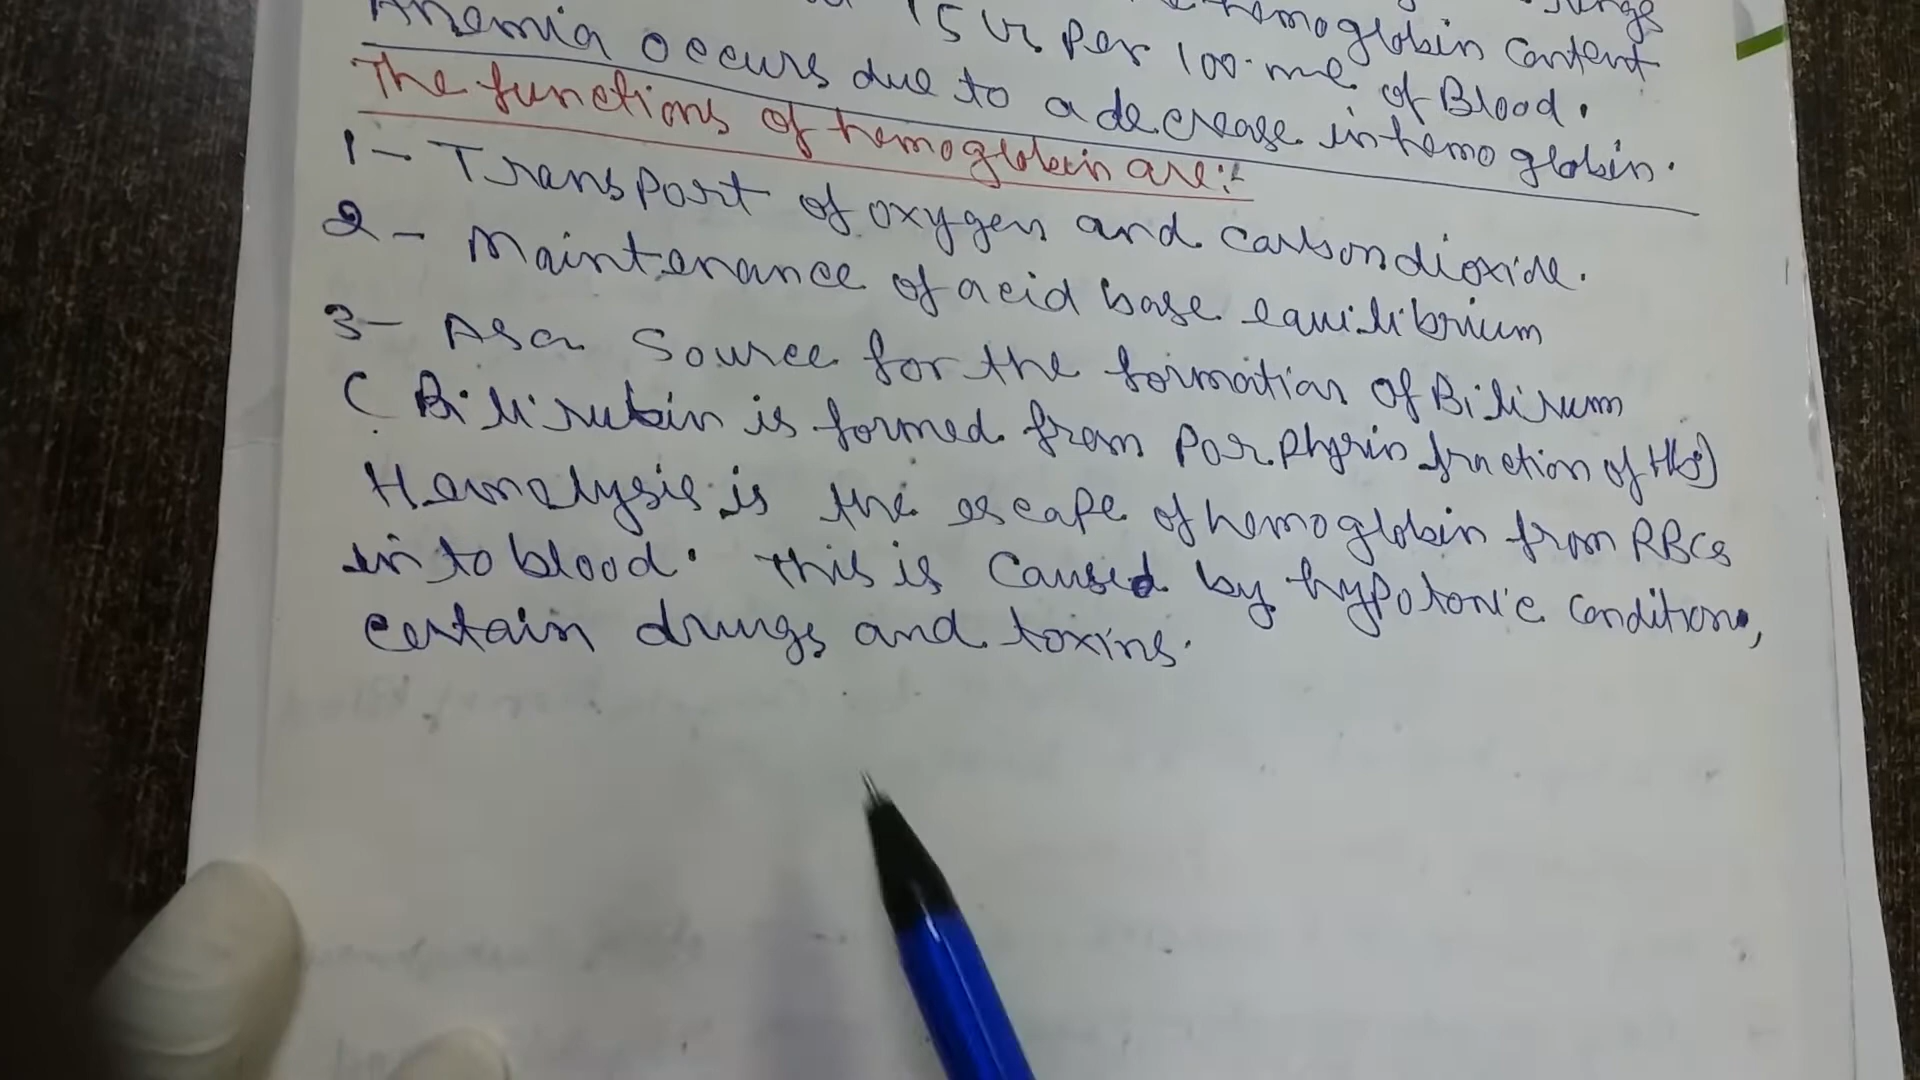 hemoglobin content
15 Gr per 100 ml of Blood.
Anemia occurs due to a decrease in hemoglobin.
The functions of hemoglobin are:-
1- Transport of oxygen and carbondioxide.
2- Maintenance of acid base equilibrium
3- As a Source for the formation of Bilirum
( Bilirubin is formed from Porphyrin fraction of Hb)
Hemolysis is the escape of hemoglobin from RBCs
into blood. This is caused by hypotonic conditions,
certain drugs and toxins.